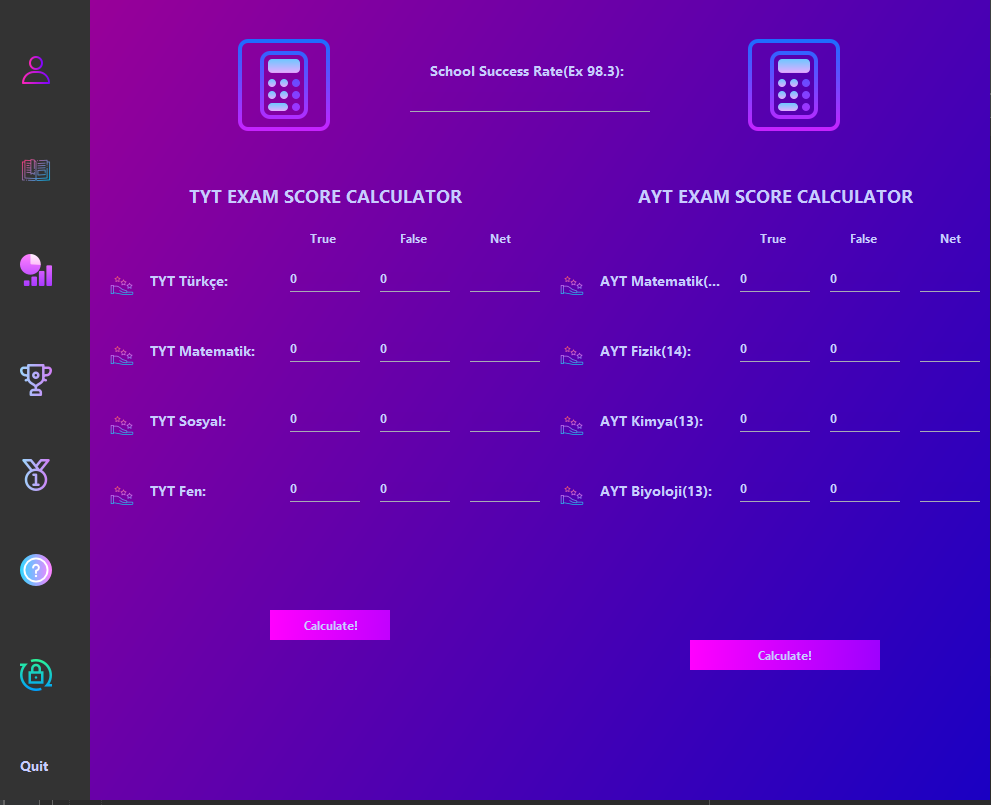 School Success Rate(Ex 98.3):
TYT EXAM SCORE CALCULATOR
True False Net
TYT Türkçe: 0 0
TYT Matematik: 0 0
TYT Sosyal: 0 0
TYT Fen: 0 0
Calculate!
AYT EXAM SCORE CALCULATOR
True False Net
AYT Matematik(... 0 0
AYT Fizik(14): 0 0
AYT Kimya(13): 0 0
AYT Biyoloji(13): 0 0
Calculate!
1
?
Quit